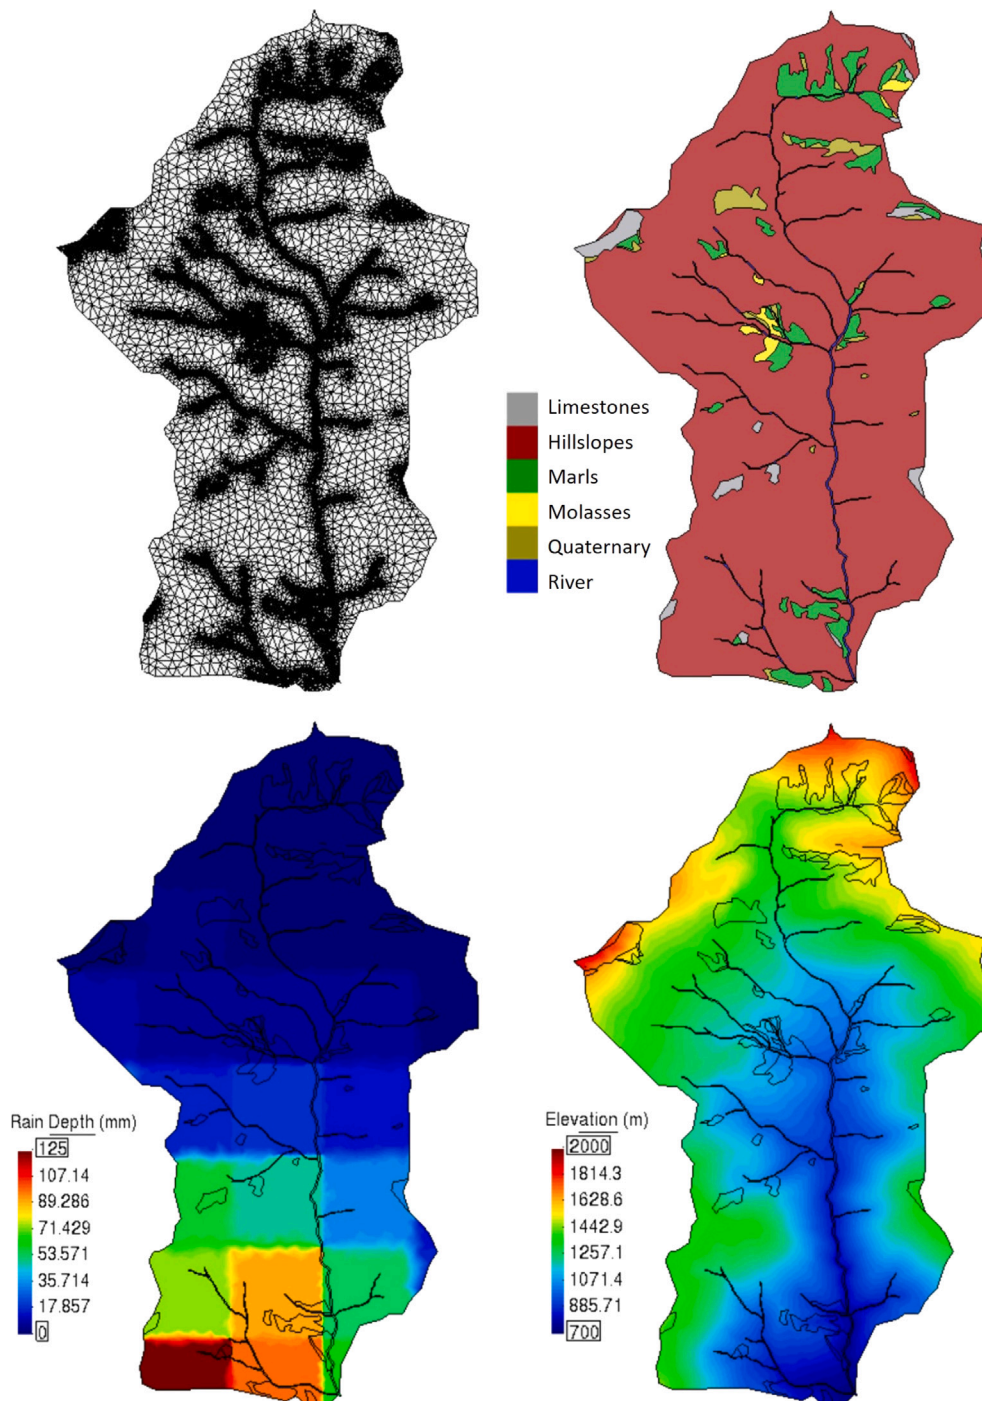 Limestones
Hillslopes
Marls
Molasses
Quaternary
River
Rain Depth (mm)
125
107.14
89.286
71.429
53.571
35.714
17.857
0
Elevation (m)
2000
1814.3
1628.6
1442.9
1257.1
1071.4
885.71
700